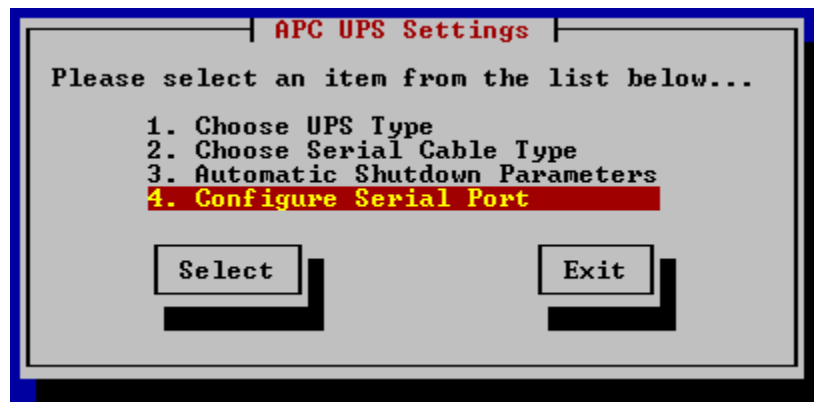 APC UPS Settings
Please select an item from the list below...
1. Choose UPS Type
2. Choose Serial Cable Type
3. Automatic Shutdown Parameters
4. Configure Serial Port
Select Exit